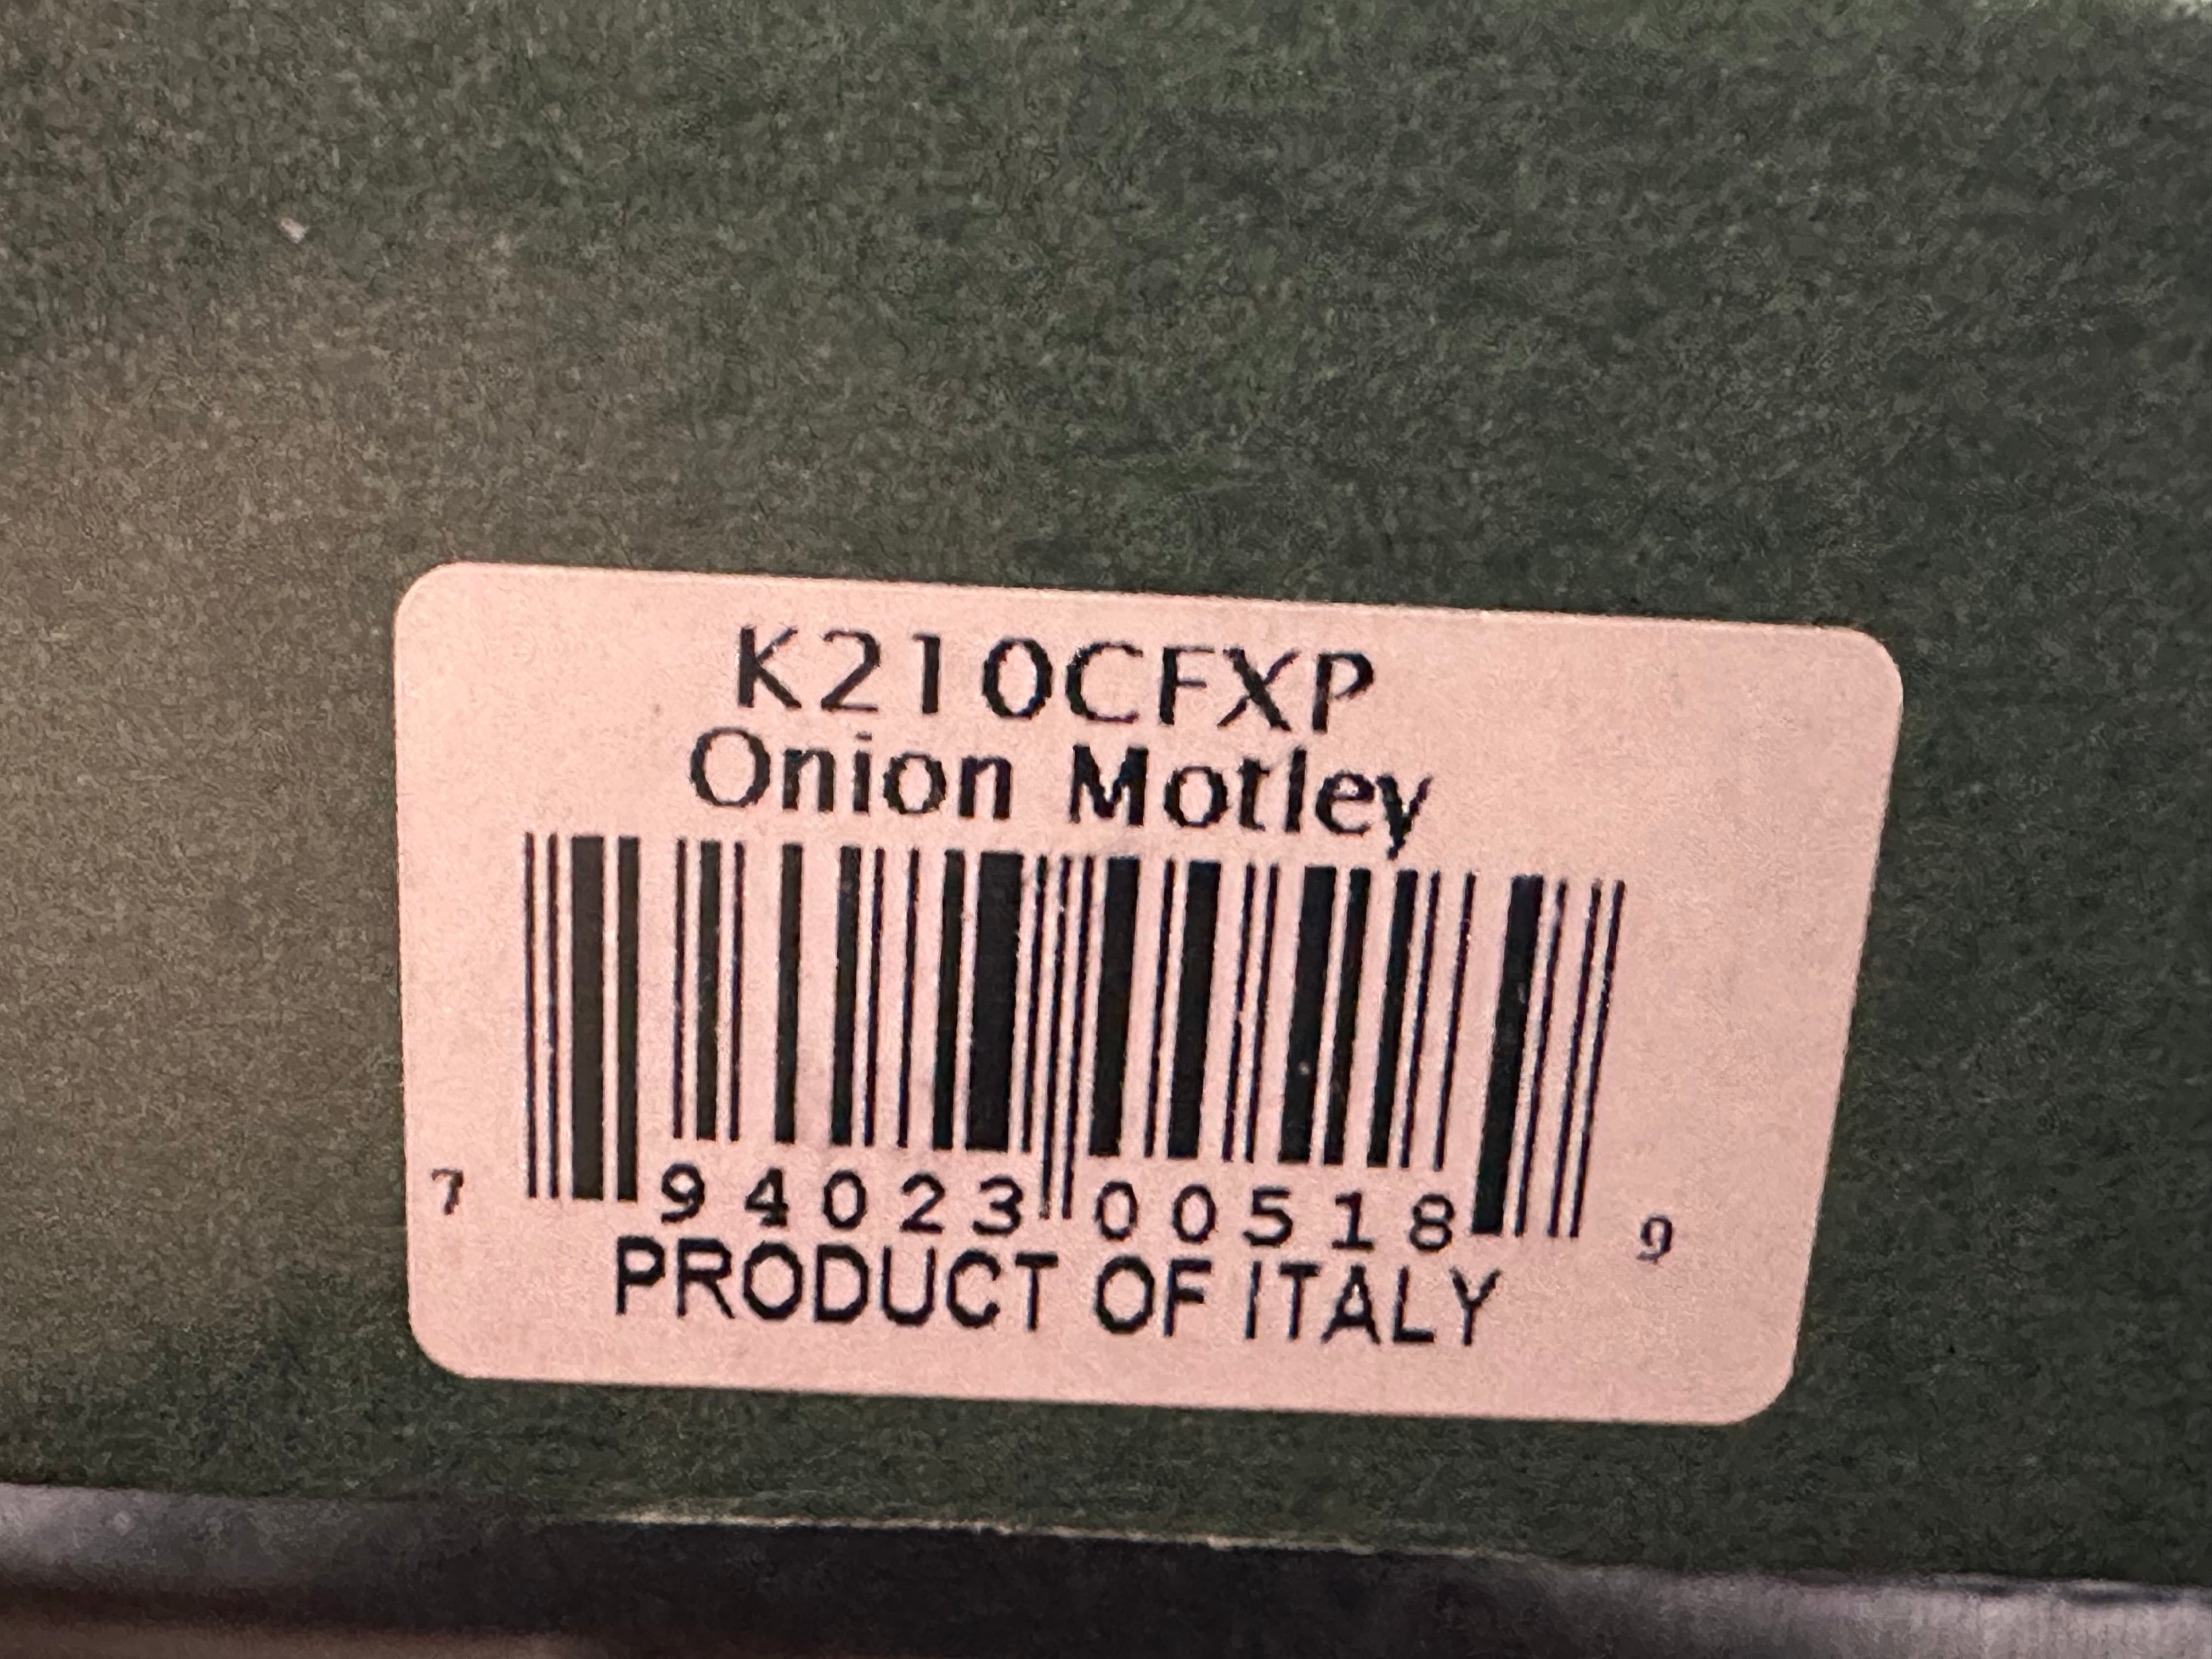 K210CFXP
Onion Motley
7 94023 00518 9
PRODUCT OF ITALY